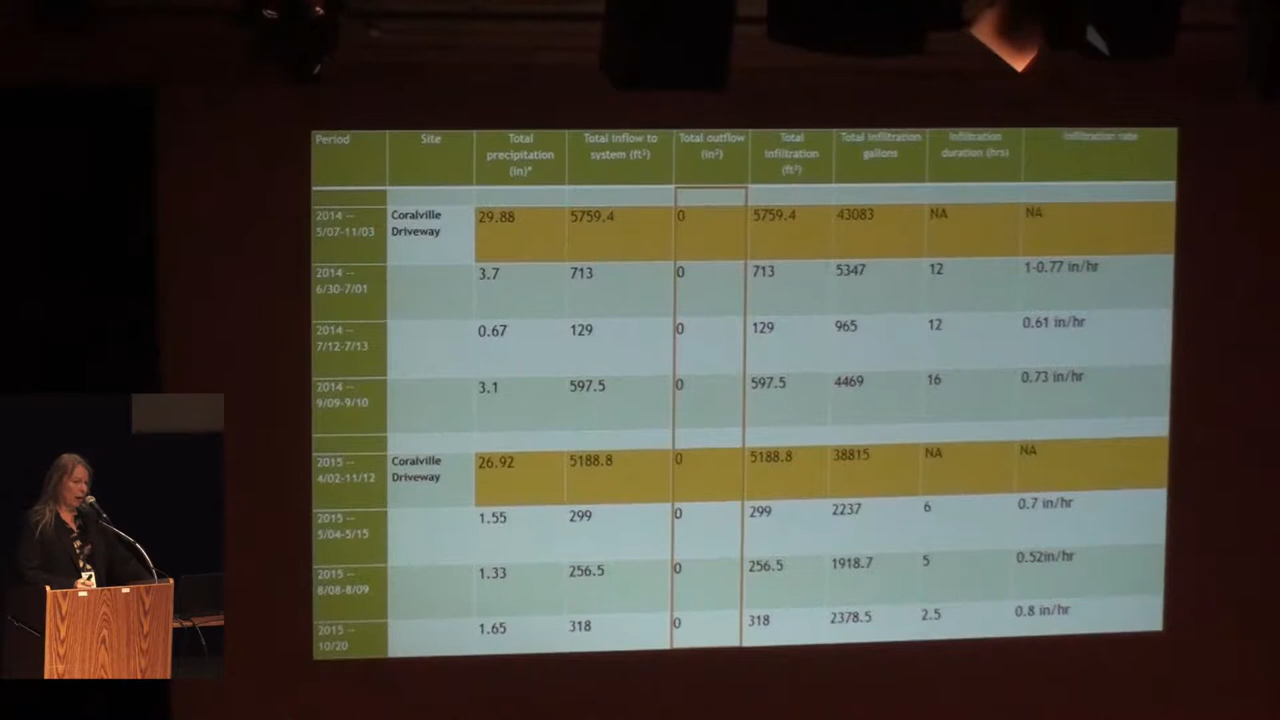 Period Site Total precipitation (in)* Total inflow to system (ft³) Total outflow (in²) Total infiltration (ft³) Total infiltration gallons Infiltration duration (hrs) Infiltration rate
2014 -- 5/07-11/03 Coralville Driveway 29.88 5759.4 0 5759.4 43083 NA NA
2014 -- 6/30-7/01 3.7 713 0 713 5347 12 1-0.77 in/hr
2014 -- 7/12-7/13 0.67 129 0 129 965 12 0.61 in/hr
2014 -- 9/09-9/10 3.1 597.5 0 597.5 4469 16 0.73 in/hr
2015 -- 4/02-11/12 Coralville Driveway 26.92 5188.8 0 5188.8 38815 NA NA
2015 -- 5/04-5/15 1.55 299 0 299 2237 6 0.7 in/hr
2015 -- 8/08-8/09 1.33 256.5 0 256.5 1918.7 5 0.52in/hr
2015 -- 10/20 1.65 318 0 318 2378.5 2.5 0.8 in/hr